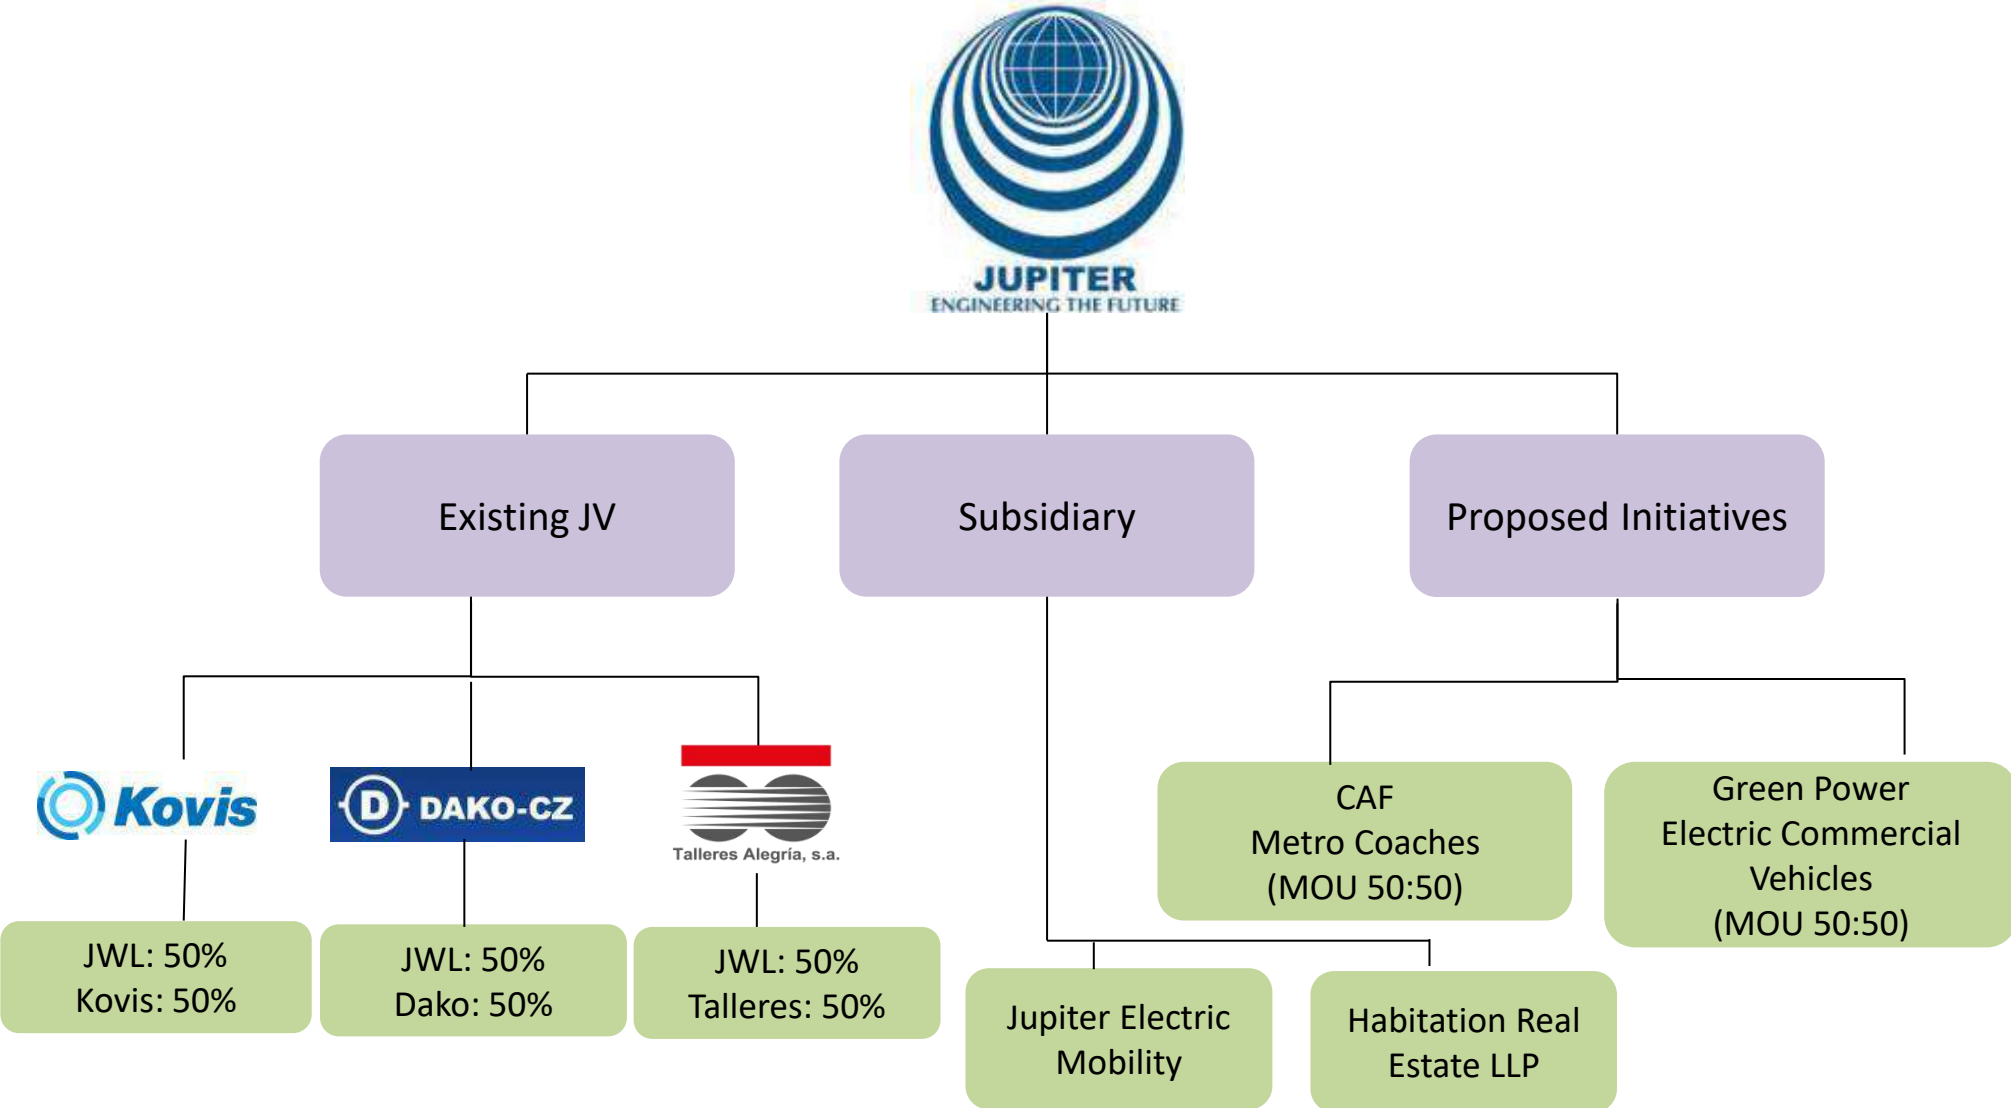 JUPITER
ENGINEERING THE FUTURE
Existing JV
Subsidiary
Proposed Initiatives
Kovis
D DAKO-CZ
Talleres Alegría, s.a.
CAF
Metro Coaches
(MOU 50:50)
Green Power
Electric Commercial
Vehicles
(MOU 50:50)
JWL: 50%
Kovis: 50%
JWL: 50%
Dako: 50%
JWL: 50%
Talleres: 50%
Jupiter Electric
Mobility
Habitation Real
Estate LLP